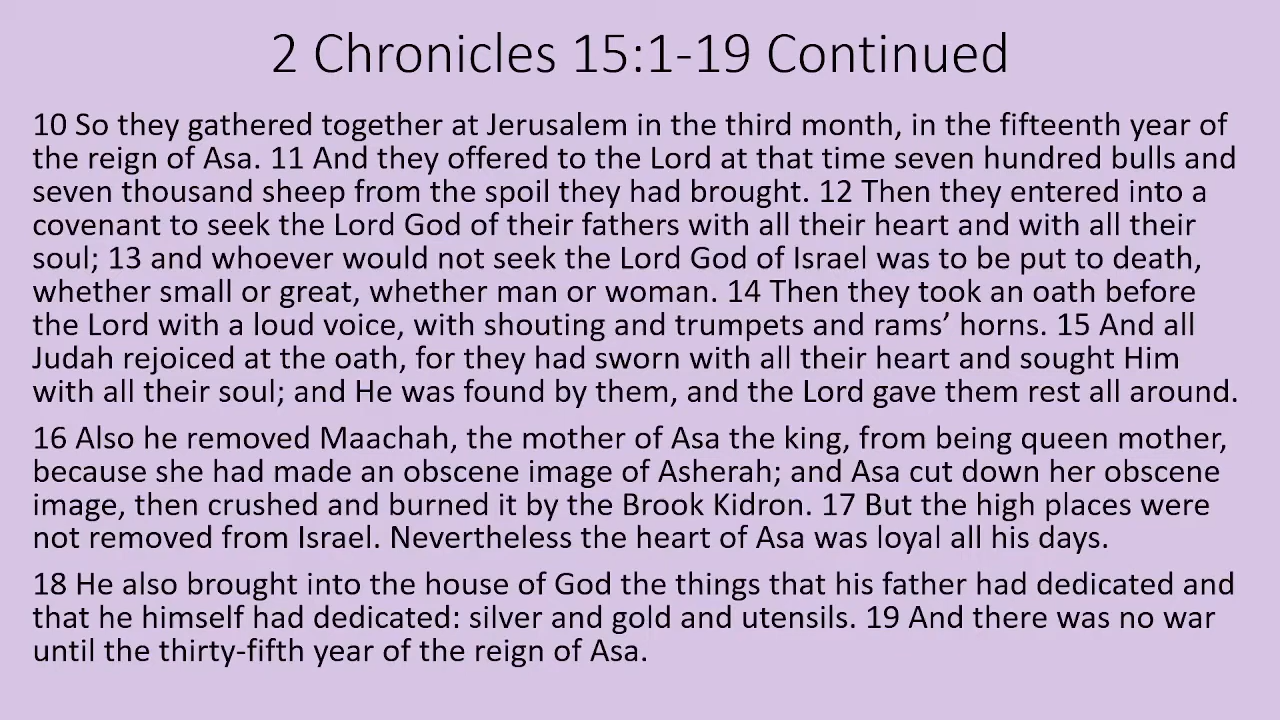 2 Chronicles 15:1-19 Continued
10 So they gathered together at Jerusalem in the third month, in the fifteenth year of
the reign of Asa. 11 And they offered to the Lord at that time seven hundred bulls and
seven thousand sheep from the spoil they had brought. 12 Then they entered into a
covenant to seek the Lord God of their fathers with all their heart and with all their
soul; 13 and whoever would not seek the Lord God of Israel was to be put to death,
whether small or great, whether man or woman. 14 Then they took an oath before
the Lord with a loud voice, with shouting and trumpets and rams’ horns. 15 And all
Judah rejoiced at the oath, for they had sworn with all their heart and sought Him
with all their soul; and He was found by them, and the Lord gave them rest all around.
16 Also he removed Maachah, the mother of Asa the king, from being queen mother,
because she had made an obscene image of Asherah; and Asa cut down her obscene
image, then crushed and burned it by the Brook Kidron. 17 But the high places were
not removed from Israel. Nevertheless the heart of Asa was loyal all his days.
18 He also brought into the house of God the things that his father had dedicated and
that he himself had dedicated: silver and gold and utensils. 19 And there was no war
until the thirty-fifth year of the reign of Asa.